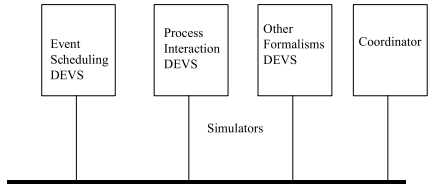 Event
Scheduling
DEVS
Process
Interaction
DEVS
Other
Formalisms
DEVS
Coordinator
Simulators